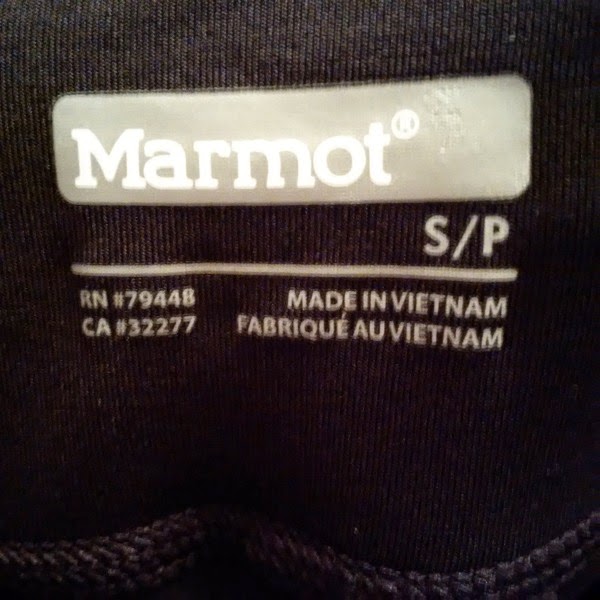 Marmot®
S/P
RN #79448
CA #32277
MADE IN VIETNAM
FABRIQUÉ AU VIETNAM